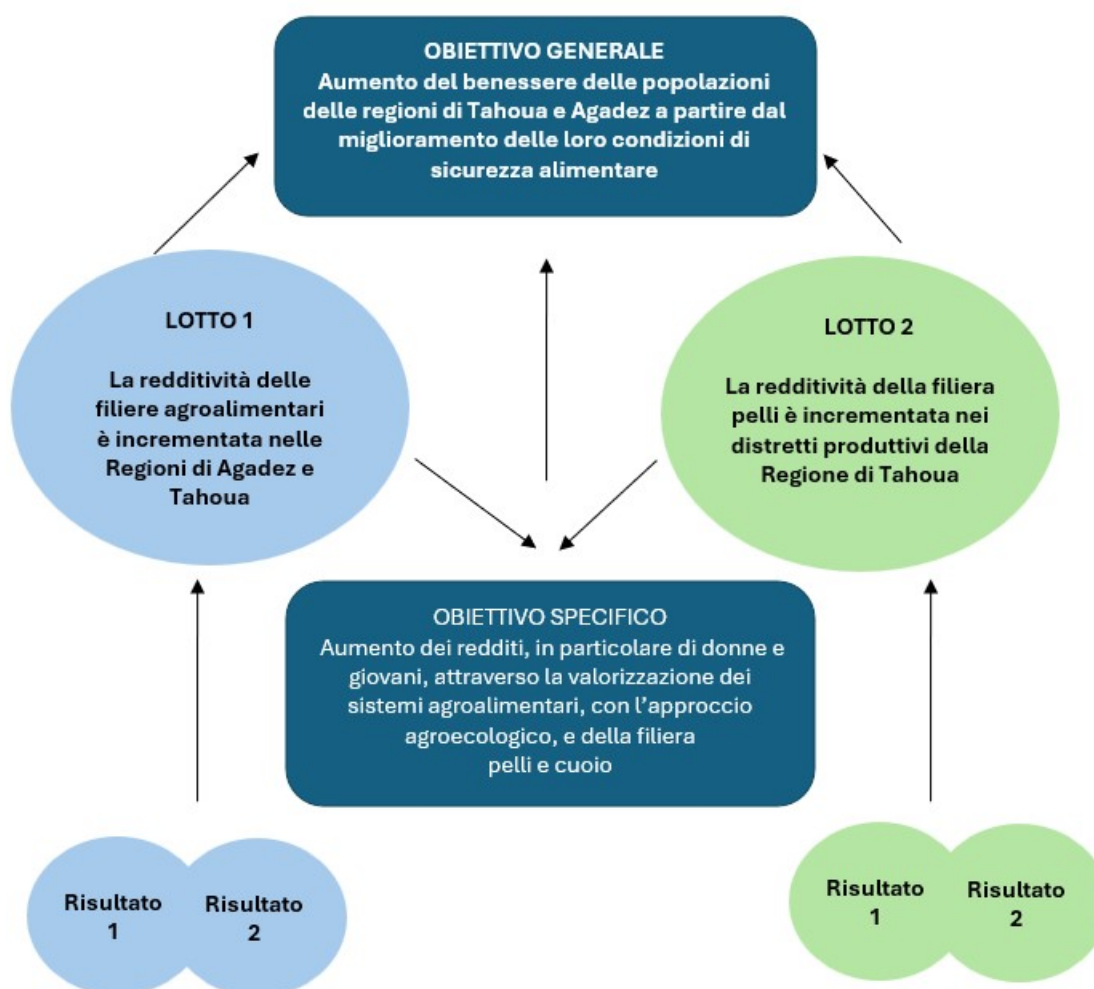 OBIETTIVO GENERALE
Aumento del benessere delle popolazioni
delle regioni di Tahoua e Agadez a partire dal
miglioramento delle loro condizioni di
sicurezza alimentare
LOTTO 1
La redditività delle
filiere agroalimentari
è incrementata nelle
Regioni di Agadez e
Tahoua
LOTTO 2
La redditività della filiera
pelli è incrementata nei
distretti produttivi della
Regione di Tahoua
OBIETTIVO SPECIFICO
Aumento dei redditi, in particolare di donne e
giovani, attraverso la valorizzazione dei
sistemi agroalimentari, con l’approccio
agroecologico, e della filiera
pelli e cuoio
Risultato
1
Risultato
2
Risultato
1
Risultato
2